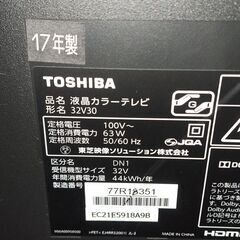 17年製
TOSHIBA
品名 液晶カラーテレビ
形名 32V30
定格電圧 100V～
定格消費電力 63W
定格周波数 50/60 Hz
JQA
東芝映像ソリューション株式会社
DN1
受信機型サイズ 32V
年間消費電力量 44kWh/年
製造番号
77R18351
EC21E5918A9B
HDMI